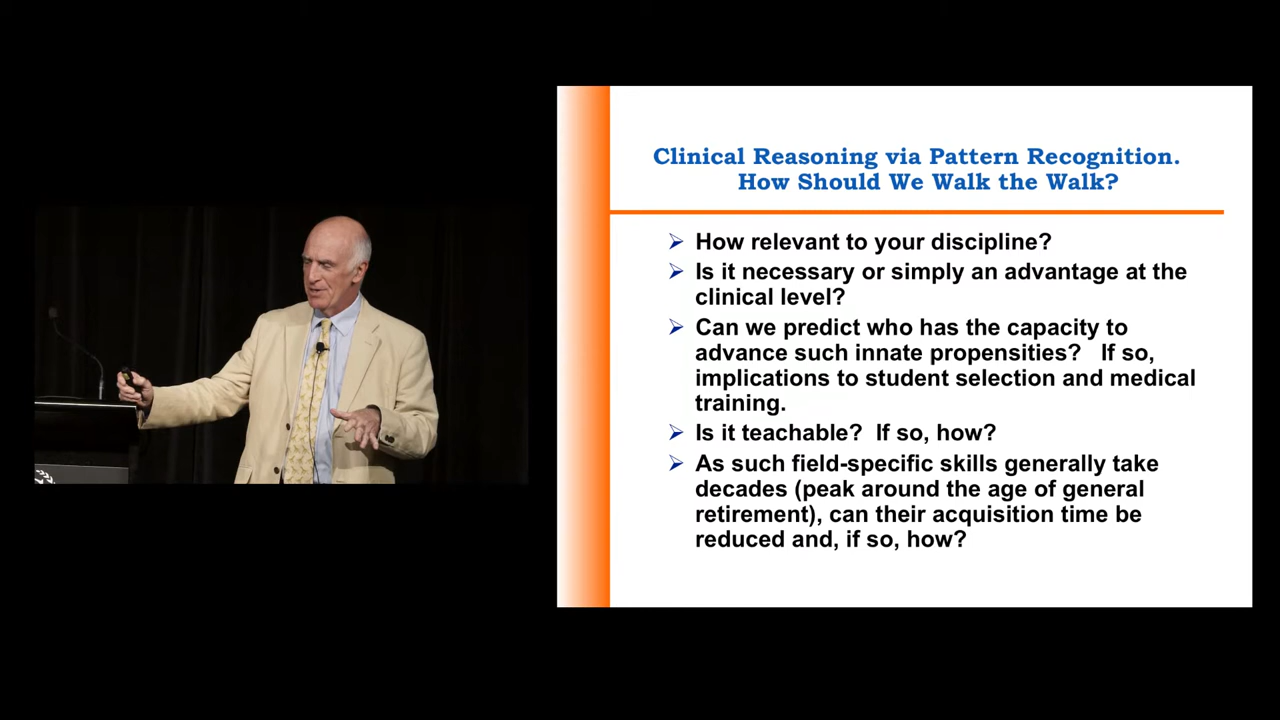 Clinical Reasoning via Pattern Recognition.
How Should We Walk the Walk?
How relevant to your discipline?
Is it necessary or simply an advantage at the
clinical level?
Can we predict who has the capacity to
advance such innate propensities? If so,
implications to student selection and medical
training.
Is it teachable? If so, how?
As such field-specific skills generally take
decades (peak around the age of general
retirement), can their acquisition time be
reduced and, if so, how?